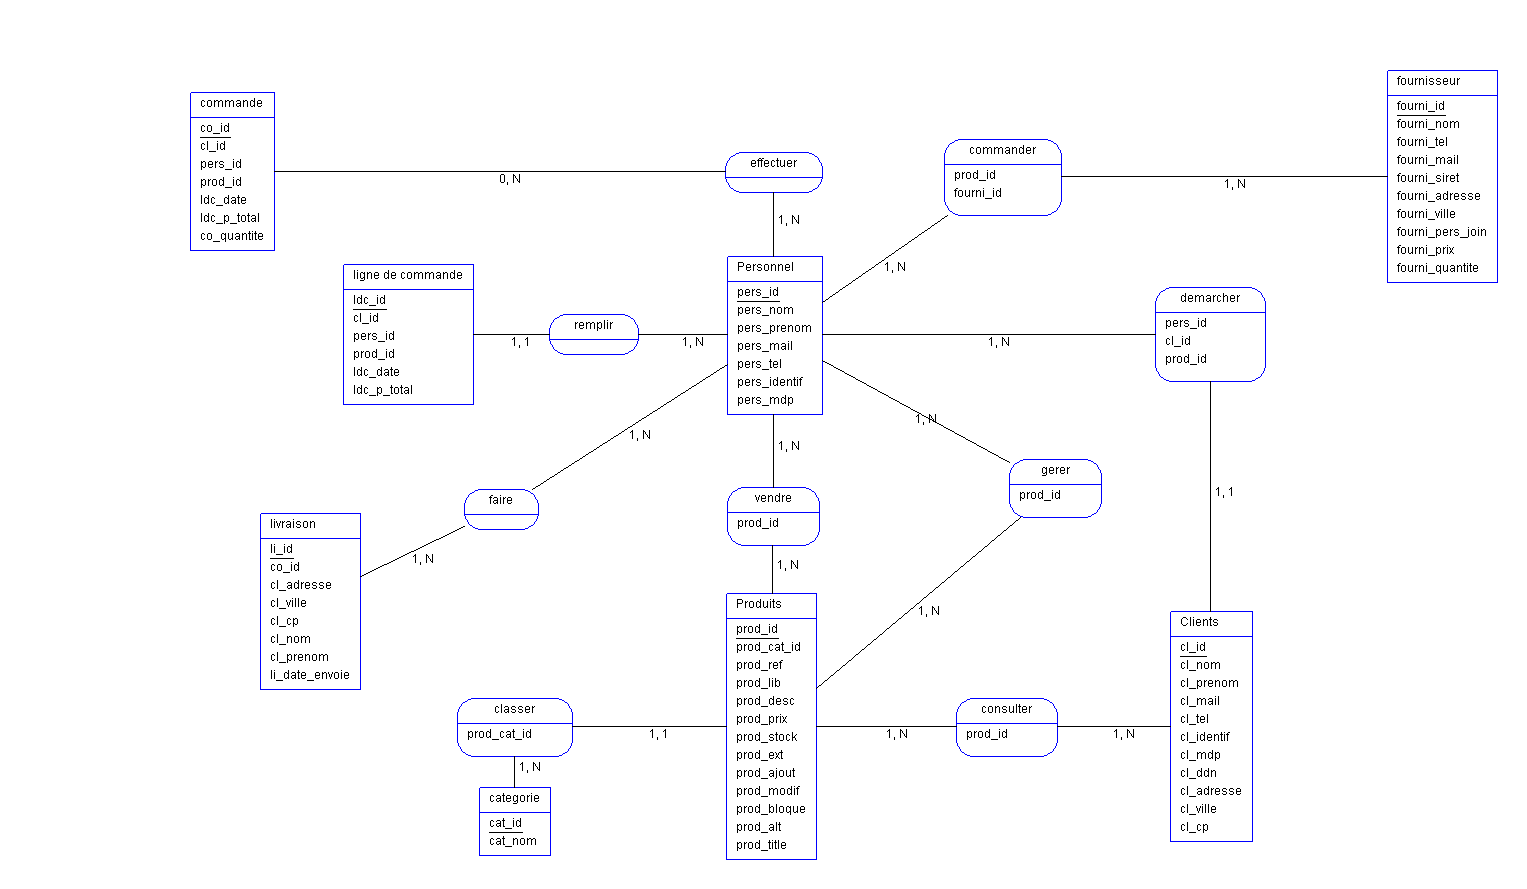 commande
co_id
cl_id
pers_id
prod_id
ldc_date
ldc_p_total
co_quantite
0, N
effectuer
1, N
commander
prod_id
fourni_id
1, N
1, N
fournisseur
fourni_id
fourni_nom
fourni_tel
fourni_mail
fourni_siret
fourni_adresse
fourni_ville
fourni_pers_join
fourni_prix
fourni_quantite
ligne de commande
ldc_id
cl_id
pers_id
prod_id
ldc_date
ldc_p_total
1, 1
remplir
1, N
Personnel
pers_id
pers_nom
pers_prenom
pers_mail
pers_tel
pers_identif
pers_mdp
1, N
demarcher
pers_id
cl_id
prod_id
1, 1
1, N
faire
1, N
livraison
li_id
co_id
cl_adresse
cl_ville
cl_cp
cl_nom
cl_prenom
li_date_envoie
1, N
vendre
prod_id
1, N
1, N
gerer
prod_id
1, N
Produits
prod_id
prod_cat_id
prod_ref
prod_lib
prod_desc
prod_prix
prod_stock
prod_ext
prod_ajout
prod_modif
prod_bloque
prod_alt
prod_title
classer
prod_cat_id
1, 1
1, N
categorie
cat_id
cat_nom
1, N
consulter
prod_id
1, N
Clients
cl_id
cl_nom
cl_prenom
cl_mail
cl_tel
cl_identif
cl_mdp
cl_ddn
cl_adresse
cl_ville
cl_cp